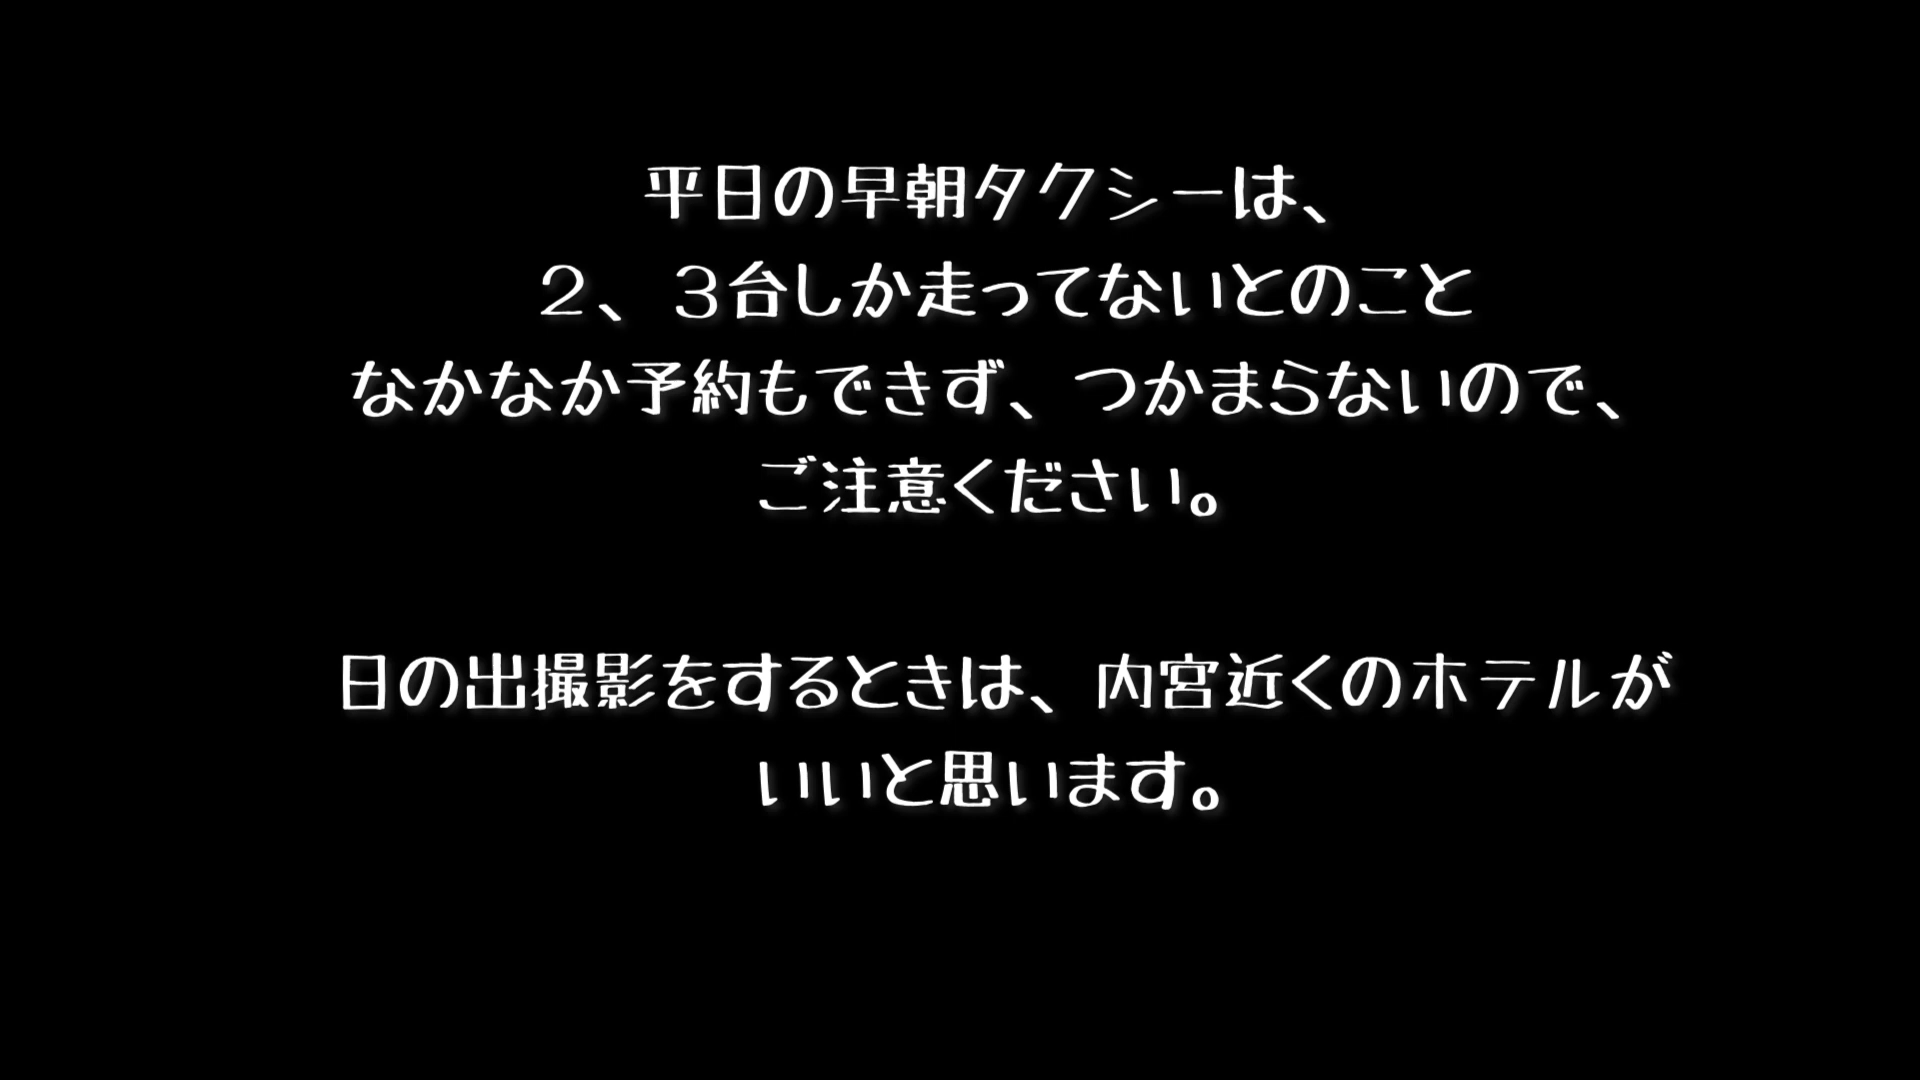 平日の早朝タクシーは、
２、３台しか走ってないとのこと
なかなか予約もできず、つかまらないので、
ご注意ください。
日の出撮影をするときは、内宮近くのホテルが
いいと思います。